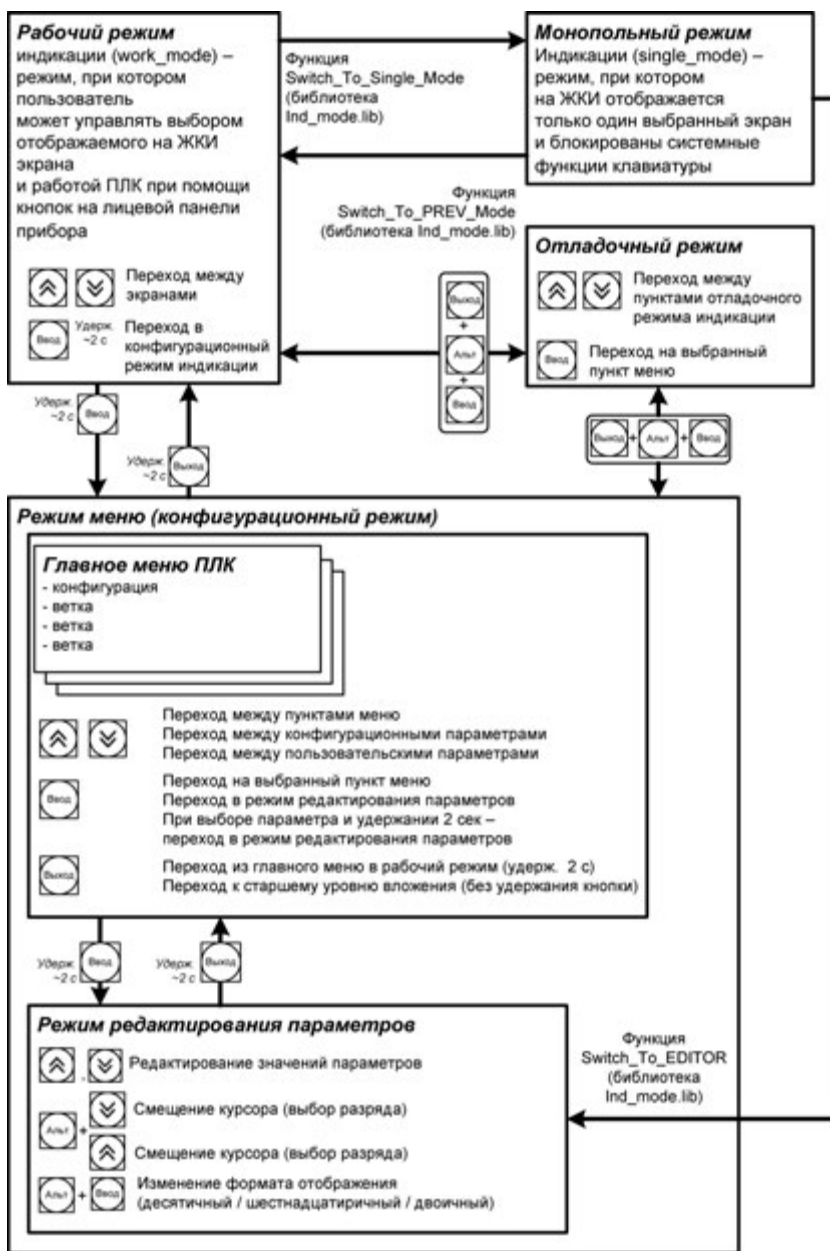 Рабочий режим
индикации (work_mode) –
режим, при котором
пользователь
может управлять выбором
отображаемого на ЖКИ
экрана
и работой ПЛК при помощи
кнопок на лицевой панели
прибора
Переход между
экранами
Ввод
Удерж.
~2 с
Переход в
конфигурационный
режим индикации
Функция
Switch_To_Single_Mode
(библиотека
Ind_mode.lib)
Монопольный режим
Индикации (single_mode) –
режим, при котором
на ЖКИ отображается
только один выбранный экран
и блокированы системные
функции клавиатуры
Функция
Switch_To_PREV_Mode
(библиотека Ind_mode.lib)
Выход
+
Альт
+
Ввод
Отладочный режим
Переход между
пунктами отладочного
режима индикации
Ввод
Переход на выбранный
пункт меню
Удерж.
~2 с
Ввод
Удерж.
~2 с
Выход
Выход + Альт + Ввод
Режим меню (конфигурационный режим)
Главное меню ПЛК
- конфигурация
- ветка
- ветка
- ветка
Переход между пунктами меню
Переход между конфигурационными параметрами
Переход между пользовательскими параметрами
Ввод
Переход на выбранный пункт меню
Переход в режим редактирования параметров
При выборе параметра и удержании 2 сек –
переход в режим редактирования параметров
Выход
Переход из главного меню в рабочий режим (удерж. 2 с)
Переход к старшему уровню вложения (без удержания кнопки)
Удерж.
~2 с
Ввод
Удерж.
~2 с
Выход
Режим редактирования параметров
-
Редактирование значений параметров
Альт +
Смещение курсора (выбор разряда)
Смещение курсора (выбор разряда)
Альт + Ввод
Изменение формата отображения
(десятичный / шестнадцатиричный / двоичный)
Функция
Switch_To_EDITOR
(библиотека
Ind_mode.lib)